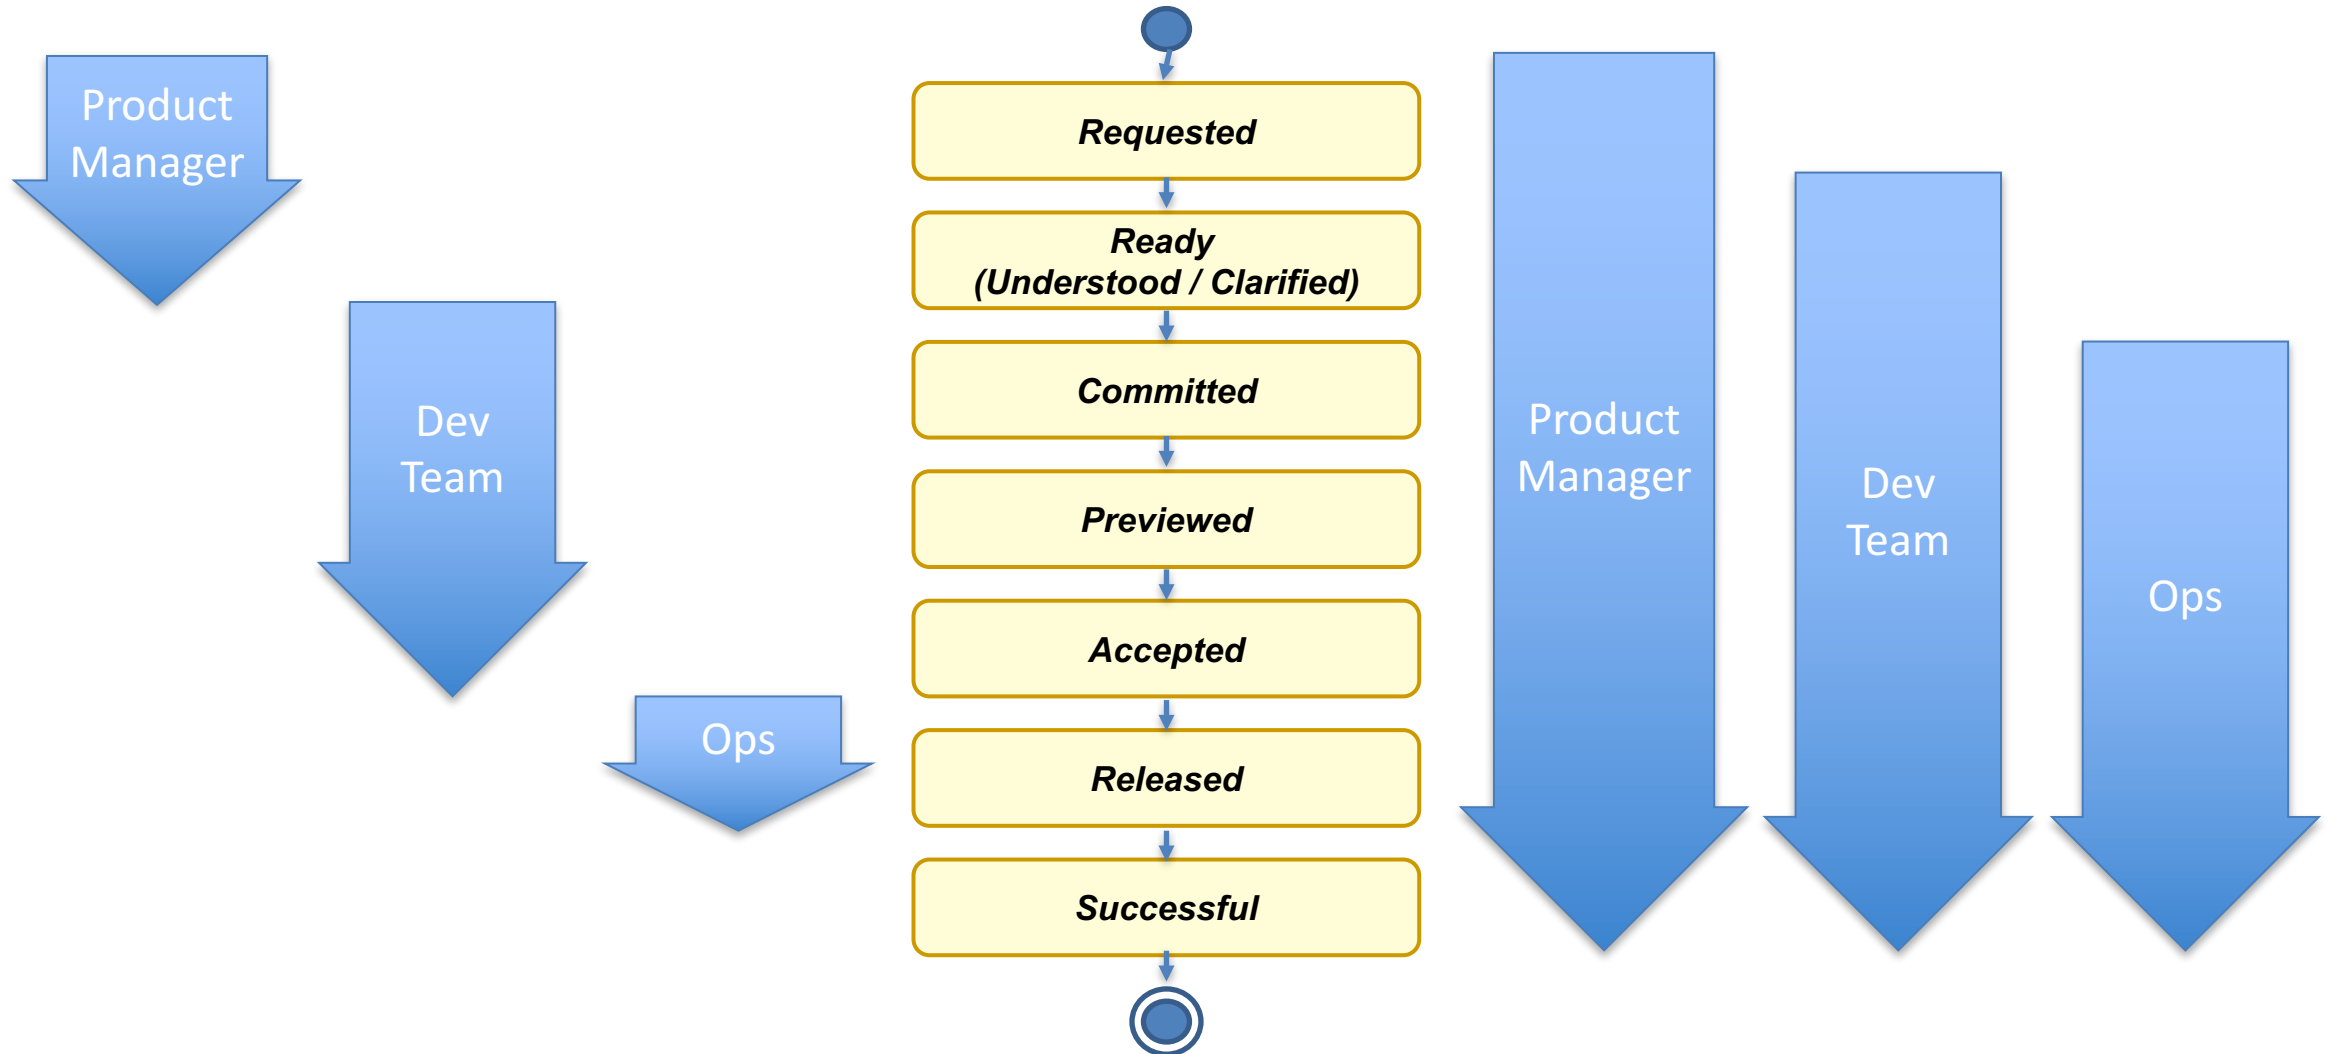 Product
Manager
Dev
Team
Ops
Requested
Ready
(Understood / Clarified)
Committed
Previewed
Accepted
Released
Successful
Product
Manager
Dev
Team
Ops